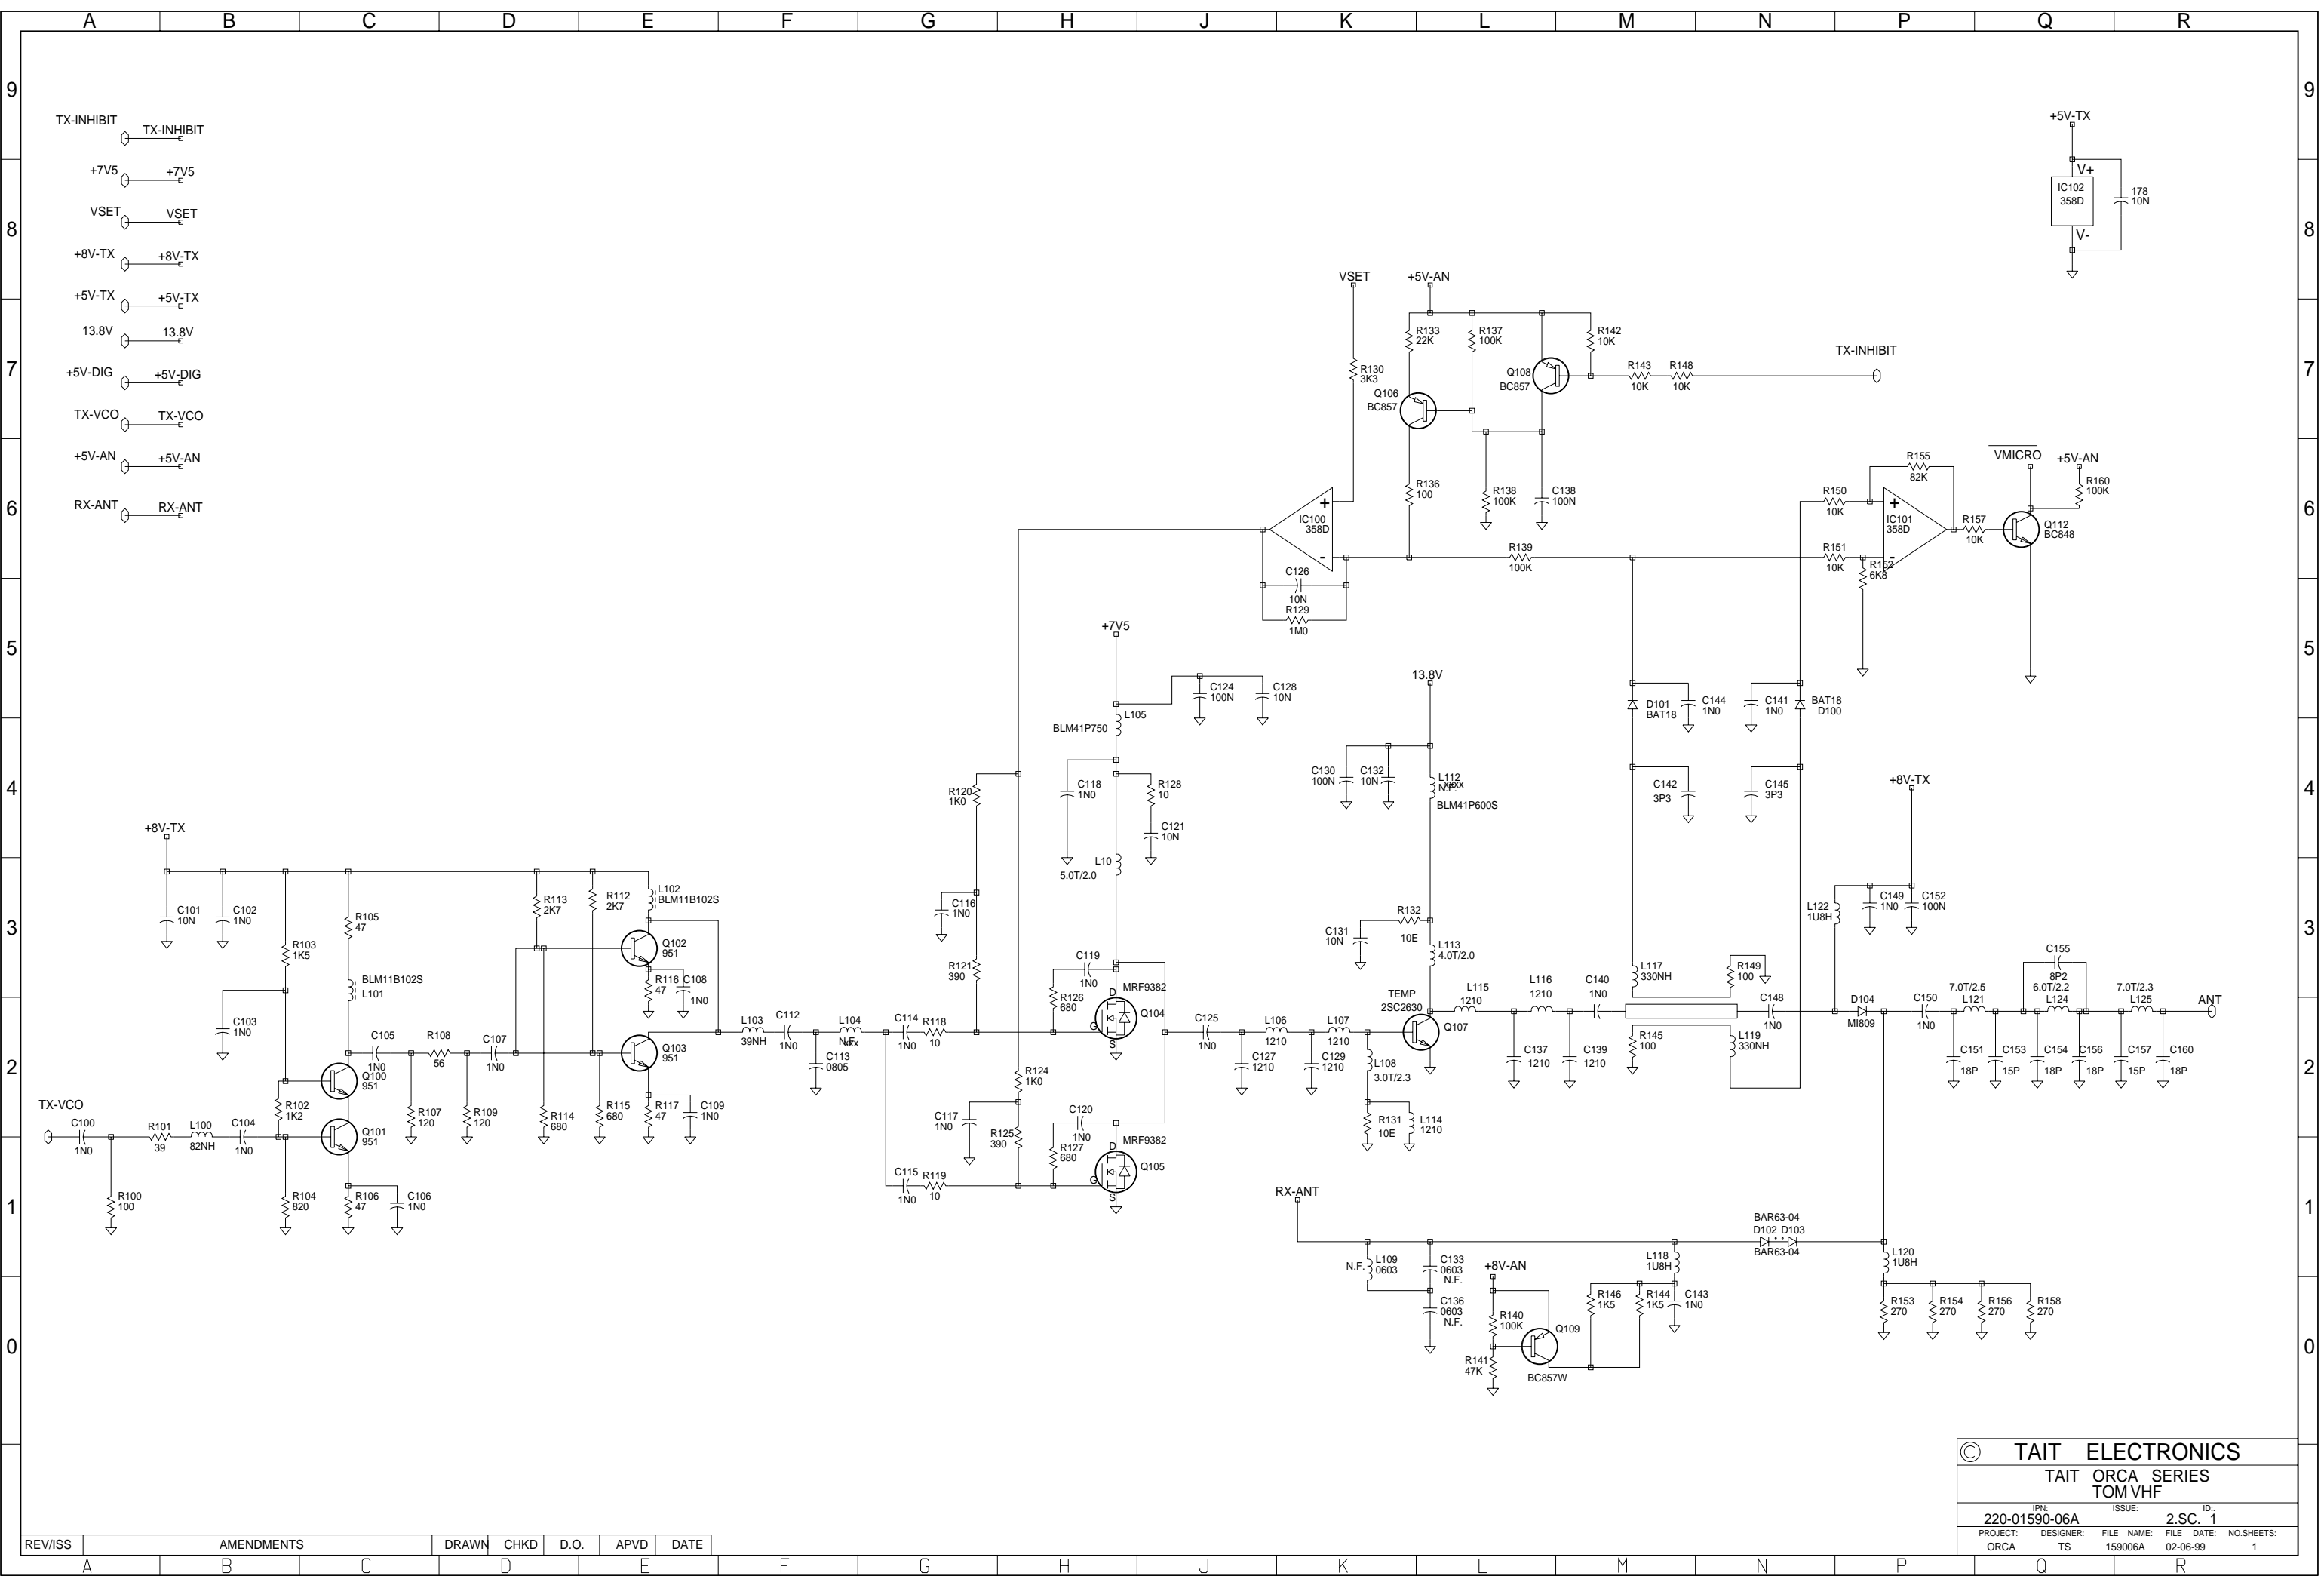 A B C D E F G H J K L M N P Q R
9 9
8 8
7 7
6 6
5 5
4 4
3 3
2 2
1 1
0 0
TX-INHIBIT TX-INHIBIT
+7V5 +7V5
VSET VSET
+8V-TX +8V-TX
+5V-TX +5V-TX
13.8V 13.8V
+5V-DIG +5V-DIG
TX-VCO TX-VCO
+5V-AN +5V-AN
RX-ANT RX-ANT
+5V-TX
V+
IC102
358D
V-
178
10N
VSET
+5V-AN
R130
3K3
R133
22K
R137
100K
Q108
BC857
R142
10K
R143
10K
R148
10K
TX-INHIBIT
Q106
BC857
R136
100
R138
100K
C138
100N
+
IC100
358D
-
C126
10N
R129
1M0
R139
100K
R150
10K
R151
10K
R155
82K
+
IC101
358D
-
R152
6K8
R157
10K
VMICRO
+5V-AN
R160
100K
Q112
BC848
+7V5
C124
100N
C128
10N
L105
BLM41P750
C118
1N0
R128
10
C121
10N
L10
5.0T/2.0
13.8V
C130
100N
C132
10N
L112
N.F.
xxxx
BLM41P600S
C131
10N
R132
10E
L113
4.0T/2.0
D101
BAT18
C144
1N0
C141
1N0
BAT18
D100
C142
3P3
C145
3P3
+8V-TX
C149
1N0
C152
100N
L122
1U8H
+8V-TX
C101
10N
C102
1N0
R103
1K5
R105
47
BLM11B102S
L101
C103
1N0
R113
2K7
R112
2K7
L102
BLM11B102S
Q102
951
R116
47
C108
1N0
C105
1N0
R108
56
C107
1N0
Q103
951
Q100
951
R102
1K2
R107
120
R109
120
R114
680
R115
680
R117
47
C109
1N0
TX-VCO
C100
1N0
R101
39
L100
82NH
C104
1N0
Q101
951
R100
100
R104
820
R106
47
C106
1N0
L103
39NH
C112
1N0
C113
0805
L104
N.F.
xxx
C114
1N0
R118
10
R120
1K0
C116
1N0
R121
390
C119
1N0
R126
680
D
MRF9382
G
Q104
S
R124
1K0
C117
1N0
R125
390
C120
1N0
R127
680
D
MRF9382
G
Q105
S
C115
1N0
R119
10
C125
1N0
C127
1210
L106
1210
L107
1210
C129
1210
L108
3.0T/2.3
R131
10E
L114
1210
TEMP
2SC2630
Q107
L115
1210
C137
1210
L116
1210
C139
1210
C140
1N0
L117
330NH
R149
100
R145
100
L119
330NH
C148
1N0
D104
MI809
C150
1N0
7.0T/2.5
L121
C151
18P
C153
15P
C155
8P2
6.0T/2.2
L124
C154
18P
C156
18P
7.0T/2.3
L125
C157
15P
C160
18P
ANT
RX-ANT
N.F.
L109
0603
C133
0603
N.F.
C136
0603
N.F.
+8V-AN
R140
100K
R141
47K
Q109
BC857W
R146
1K5
R144
1K5
L118
1U8H
C143
1N0
BAR63-04
D102 D103
BAR63-04
L120
1U8H
R153
270
R154
270
R156
270
R158
270
© TAIT ELECTRONICS
TAIT ORCA SERIES
TOM VHF
IPN: ISSUE: ID:.
220-01590-06A 2.SC. 1
PROJECT: DESIGNER: FILE NAME: FILE DATE: NO.SHEETS:
ORCA TS 159006A 02-06-99 1
REV/ISS AMENDMENTS DRAWN CHKD D.O. APVD DATE
A B C D E F G H J K L M N P Q R